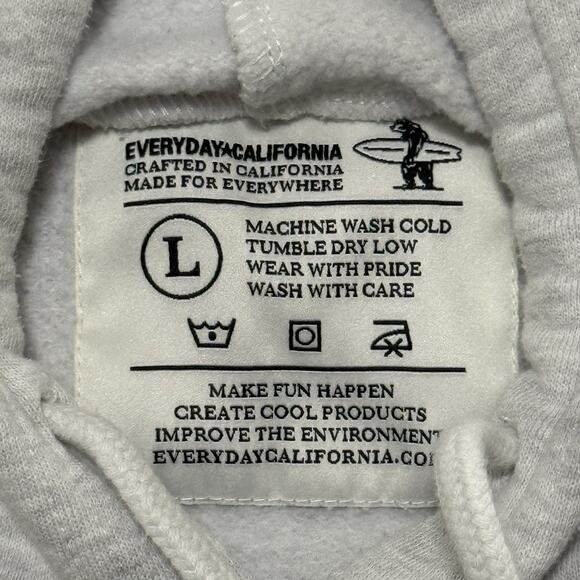 EVERYDAY★CALIFORNIA
CRAFTED IN CALIFORNIA
MADE FOR EVERYWHERE
L
MACHINE WASH COLD
TUMBLE DRY LOW
WEAR WITH PRIDE
WASH WITH CARE
MAKE FUN HAPPEN
CREATE COOL PRODUCTS
IMPROVE THE ENVIRONMENT
EVERYDAYCALIFORNIA.CO